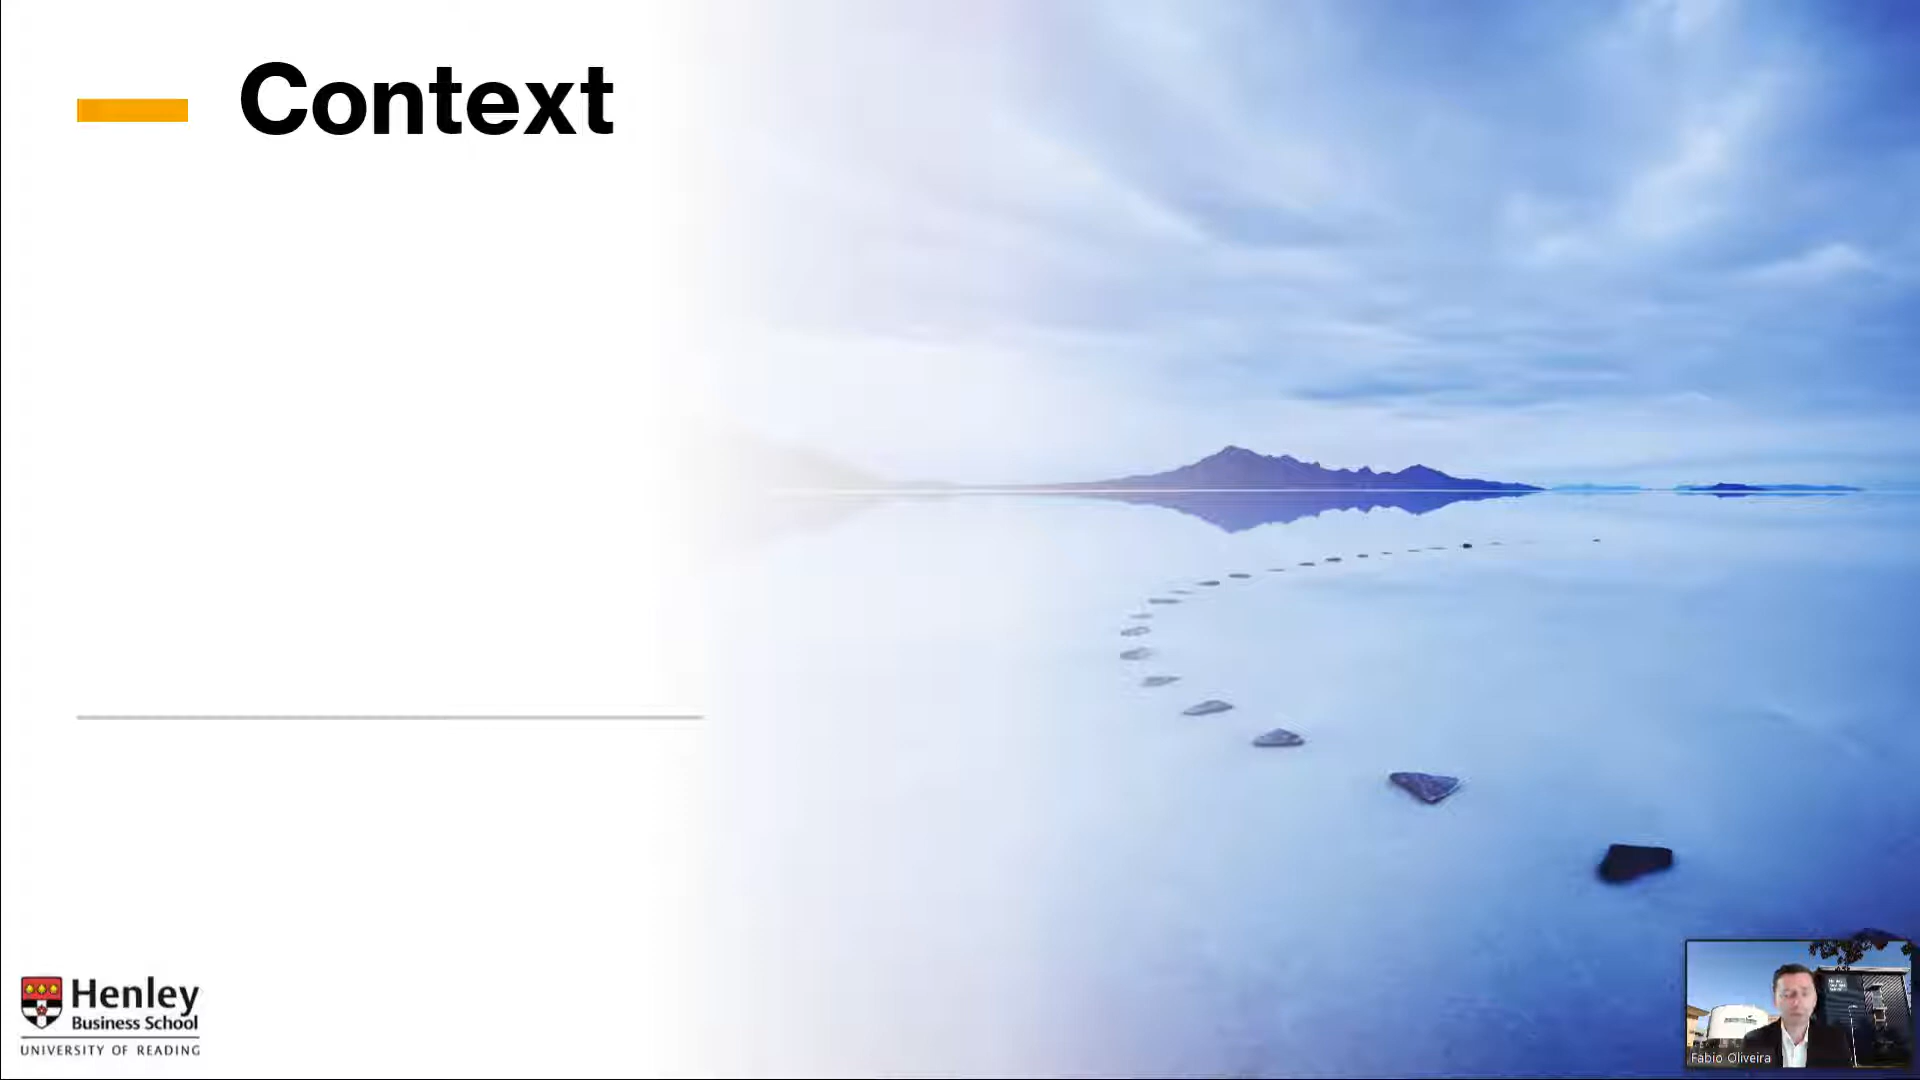 Context
Henley
Business School
UNIVERSITY OF READING
Fabio Oliveira